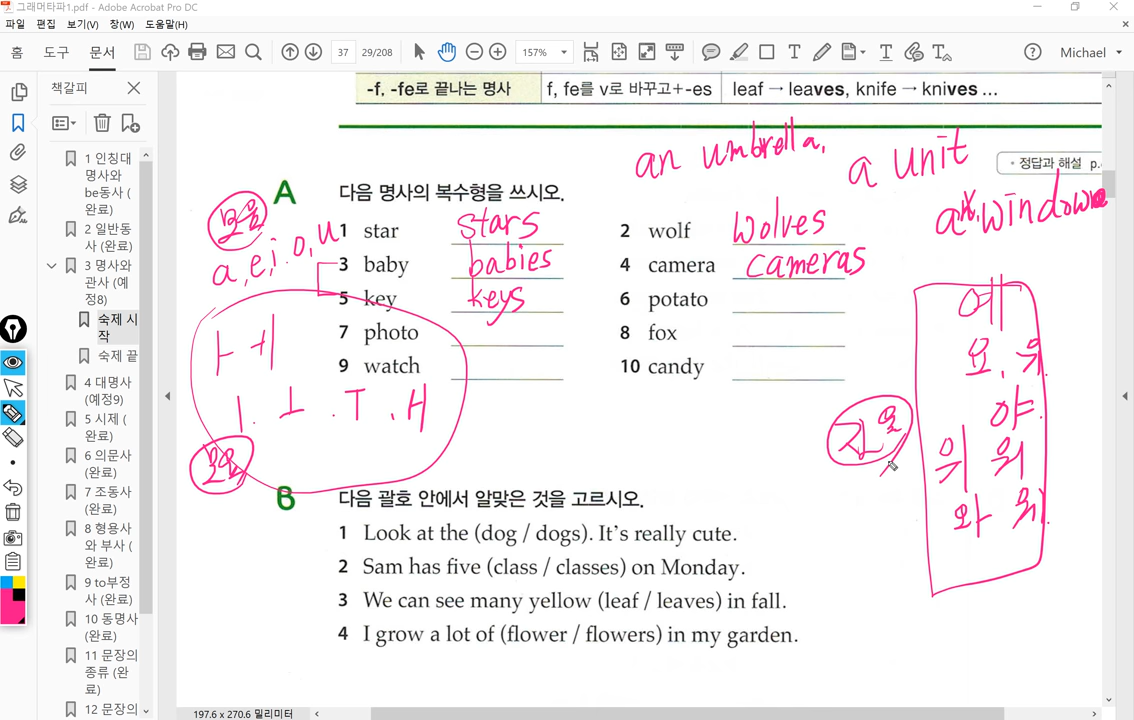 그래머타파1.pdf - Adobe Acrobat Pro DC
파일 편집 보기(V) 창(W) 도움말(H)
홈 도구 문서 37 29/208 157% Michael
책갈피
1 인칭대
명사와
be동사 (
완료)
2 일반동
사 (완료)
3 명사와
관사 (예
정8)
숙제 시
작
숙제 끝
4 대명사
(예정9)
5 시제 (
완료)
6 의문사
(완료)
7 조동사
(완료)
8 형용사
와 부사 (
완료)
9 to부정
사 (완료)
10 동명사
(완료)
11 문장의
종류 (완
료)
12 문장의
-f, -fe로 끝나는 명사 f, fe를 v로 바꾸고+-es leaf → leaves, knife → knives ...
an umbrella, a unit
• 정답과 해설 p.
A 다음 명사의 복수형을 쓰시오.
모음
a, e, i, o, u
1 star stars 2 wolf wolves
3 baby babies 4 camera cameras
5 key keys 6 potato
7 photo 8 fox
9 watch 10 candy
ㅏ ㅓㅣ
ㅣ. ㅗ . ㅜ , ㅐ
모음
예
요, 유
야
자음
위 와
B 다음 괄호 안에서 알맞은 것을 고르시오.
1 Look at the (dog / dogs). It's really cute.
2 Sam has five (class / classes) on Monday.
3 We can see many yellow (leaf / leaves) in fall.
4 I grow a lot of (flower / flowers) in my garden.
197.6 x 270.6 밀리미터